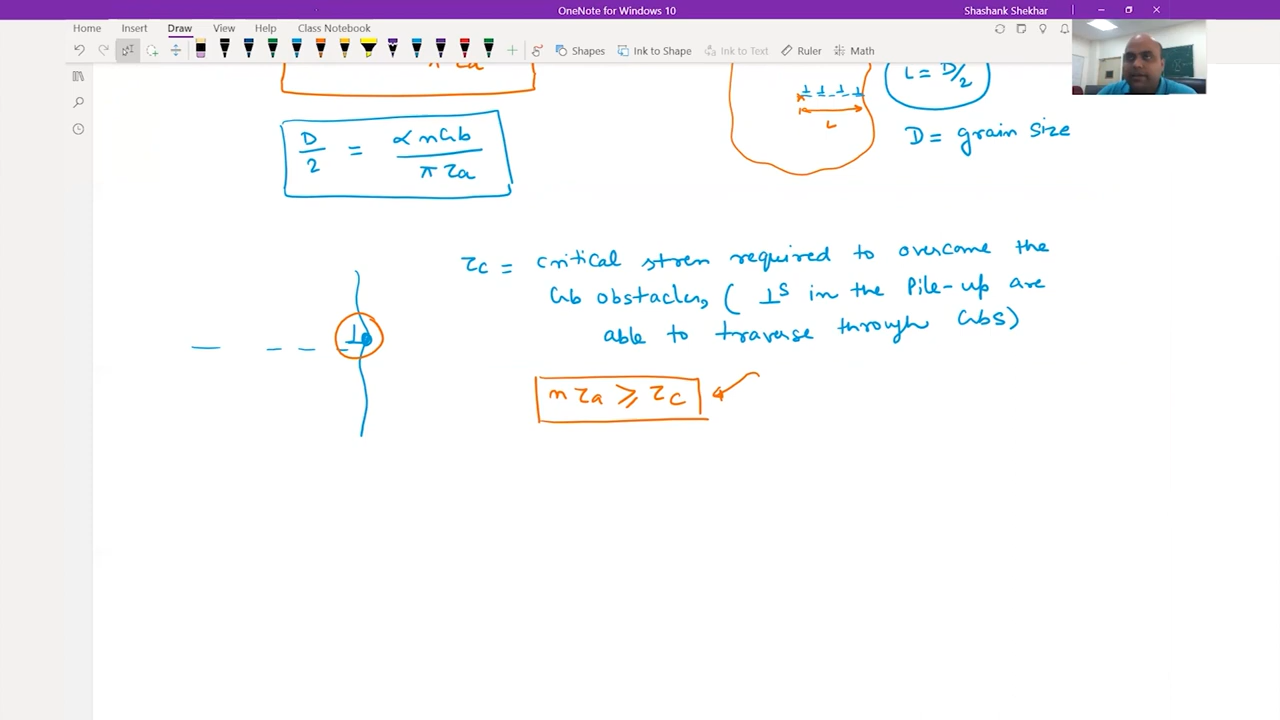 OneNote for Windows 10
Shashank Shekhar
Home Insert Draw View Help Class Notebook
Shapes Ink to Shape Ink to Text Ruler Math
π τa
L = D/2
L
D = grain size
D/2 = α n G b / π τa
τc = critical stress required to overcome the
Gb obstacles, ( ⊥s in the Pile-up are
able to traverse through Gbs)
n τa ⩾ τc